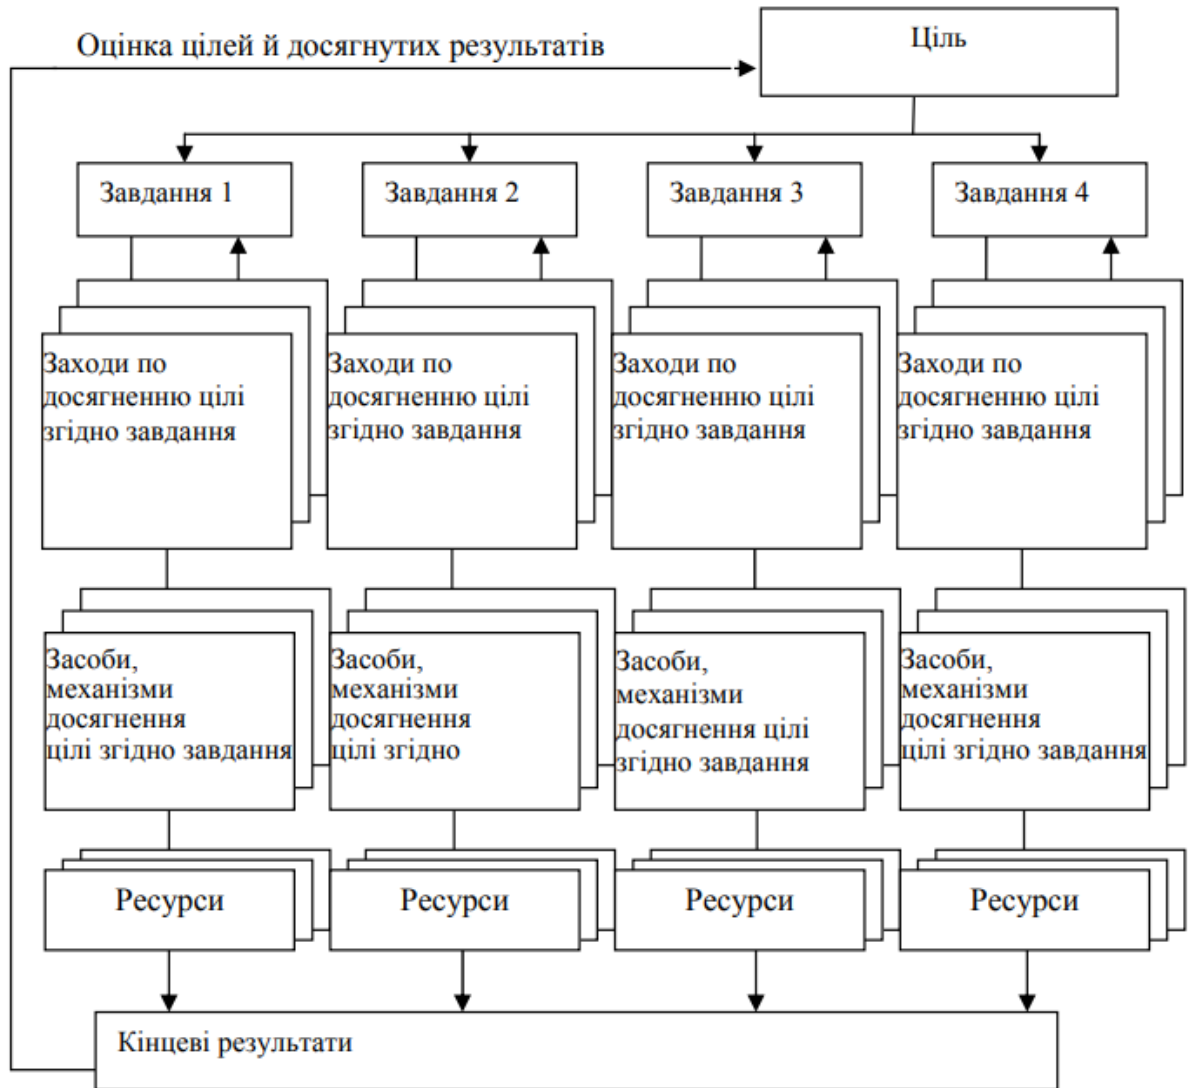 Оцінка цілей й досягнутих результатів
Ціль
Завдання 1
Завдання 2
Завдання 3
Завдання 4
Заходи по
досягненню цілі
згідно завдання
Заходи по
досягненню цілі
згідно завдання
Заходи по
досягненню цілі
згідно завдання
Заходи по
досягненню цілі
згідно завдання
Засоби,
механізми
досягнення
цілі згідно завдання
Засоби,
механізми
досягнення
цілі згідно
Засоби,
механізми
досягнення цілі
згідно завдання
Засоби,
механізми
досягнення
цілі згідно завдання
Ресурси
Ресурси
Ресурси
Ресурси
Кінцеві результати